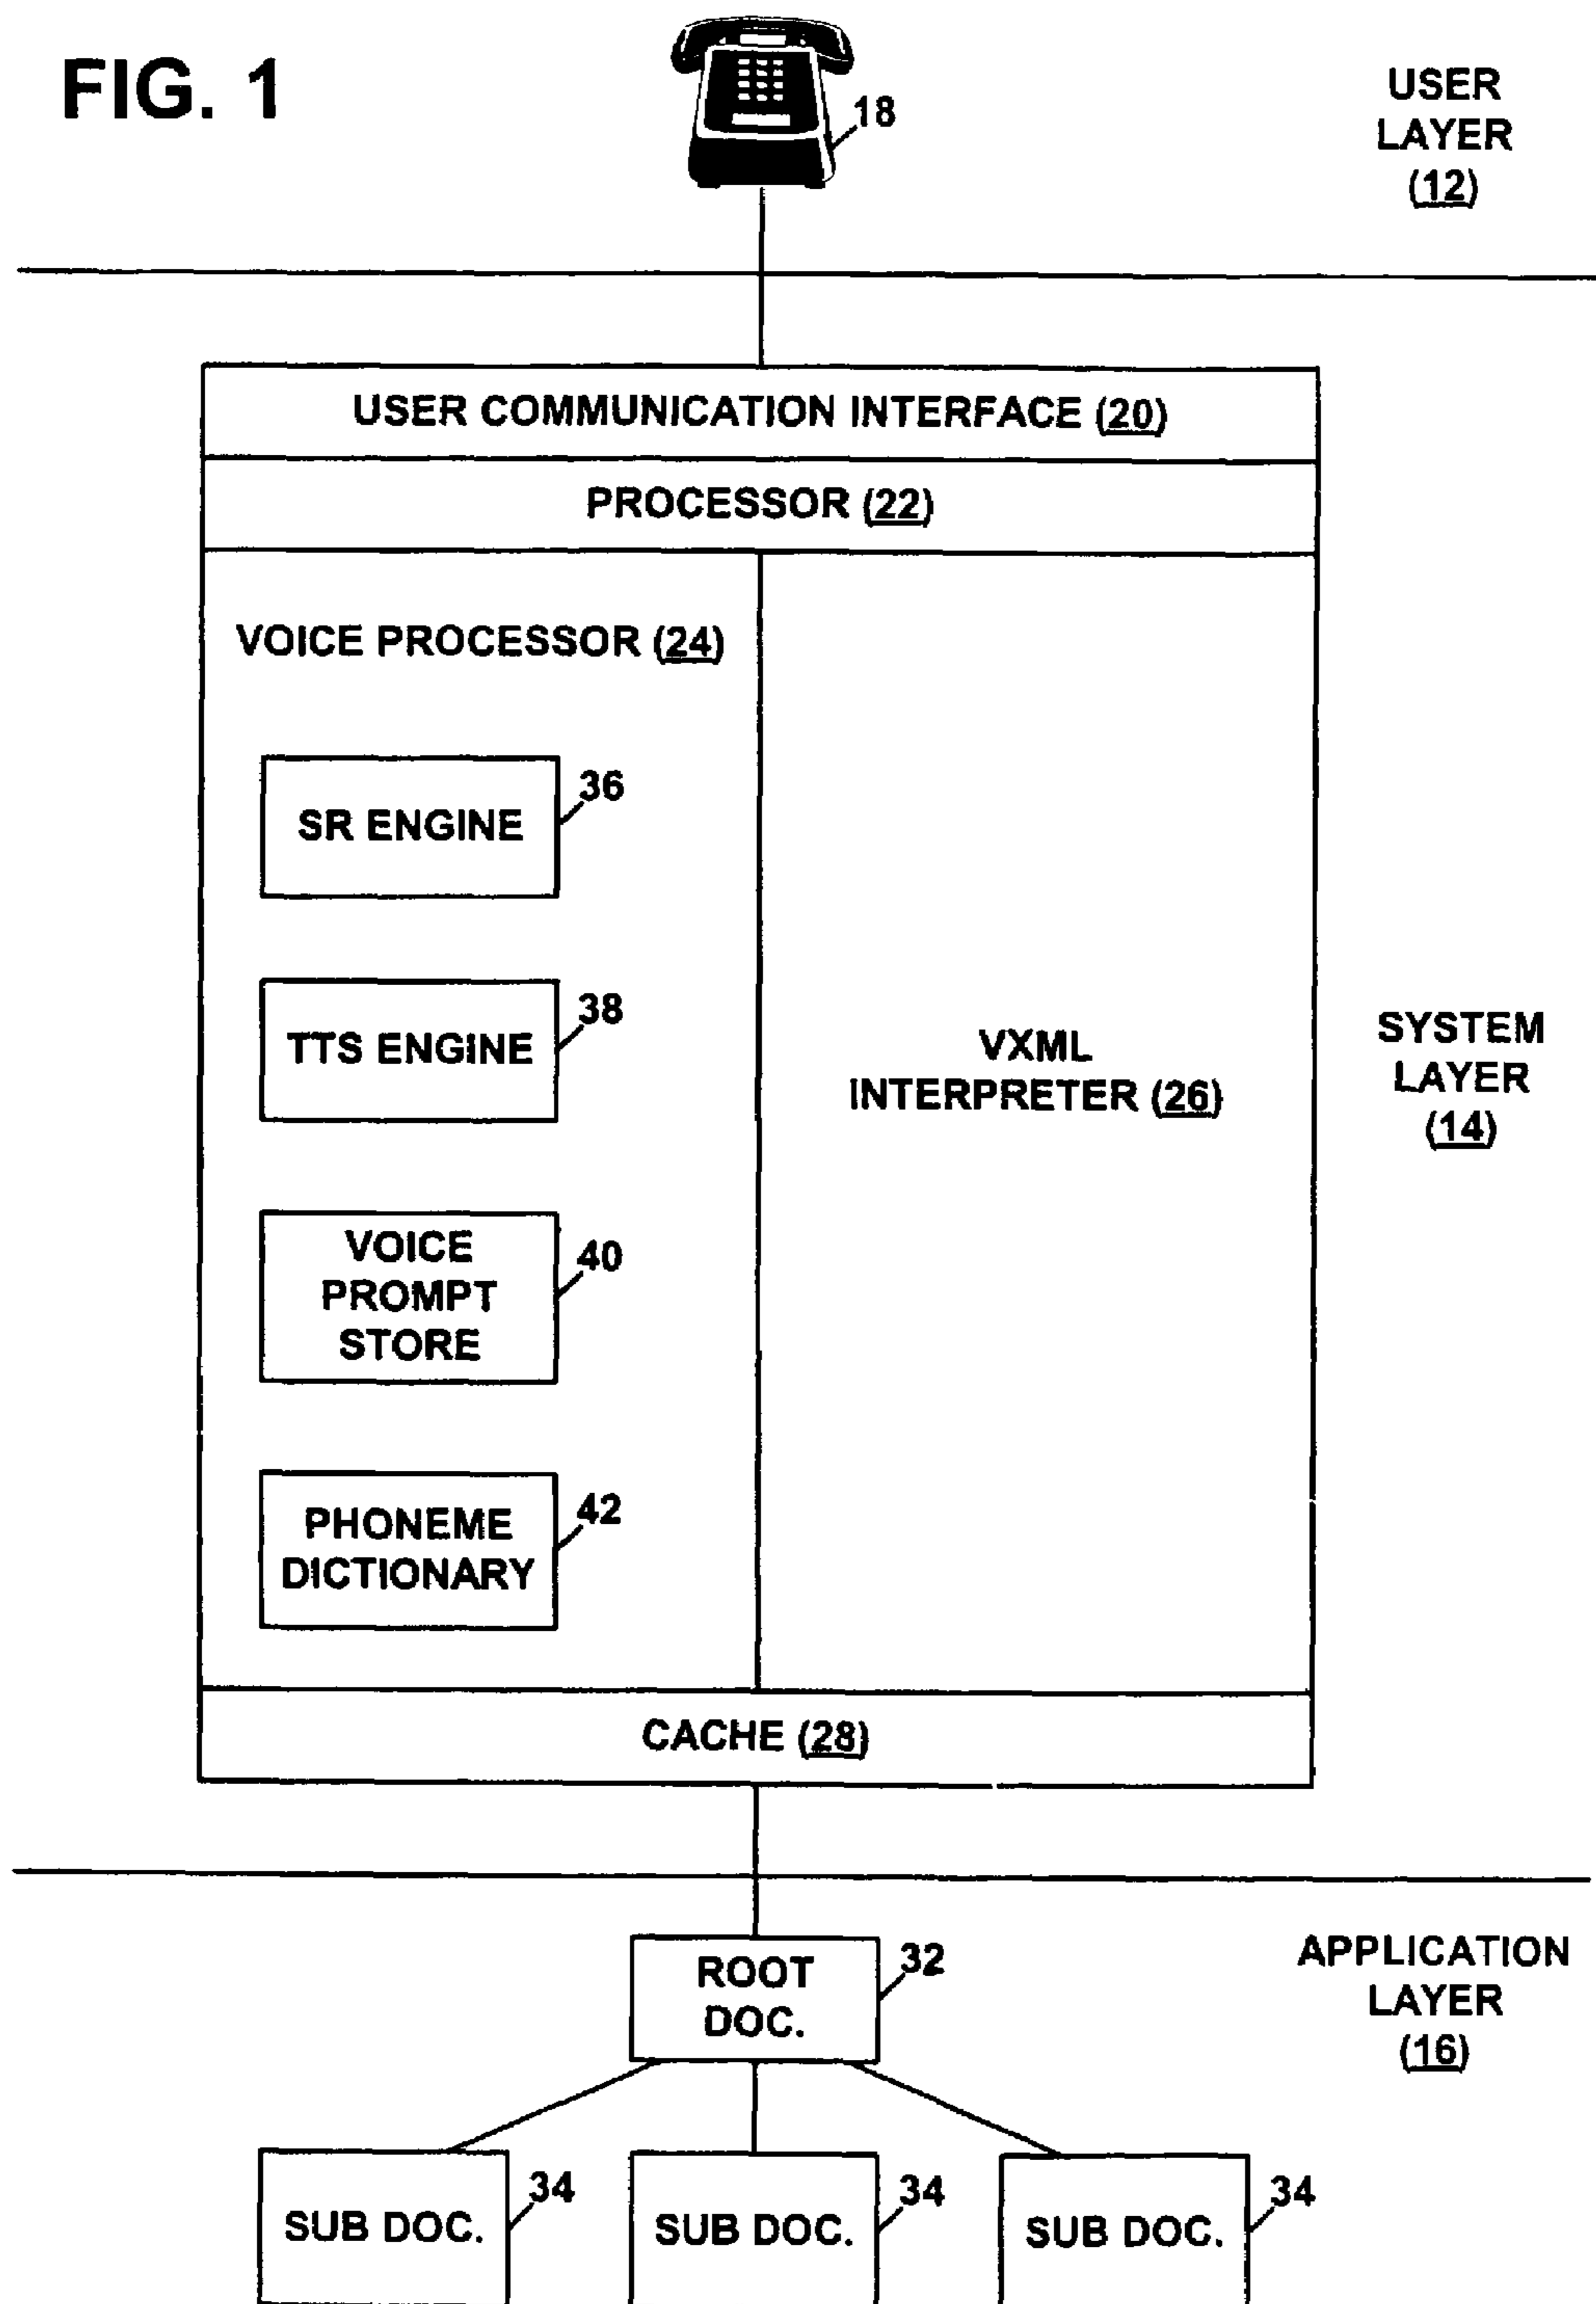 FIG. 1
18
USER
LAYER
(12)
USER COMMUNICATION INTERFACE (20)
PROCESSOR (22)
VOICE PROCESSOR (24)
SR ENGINE
36
TTS ENGINE
38
VOICE
PROMPT
STORE
40
PHONEME
DICTIONARY
42
VXML
INTERPRETER (26)
SYSTEM
LAYER
(14)
CACHE (28)
ROOT
DOC.
32
APPLICATION
LAYER
(16)
SUB DOC.
34
SUB DOC.
34
SUB DOC.
34